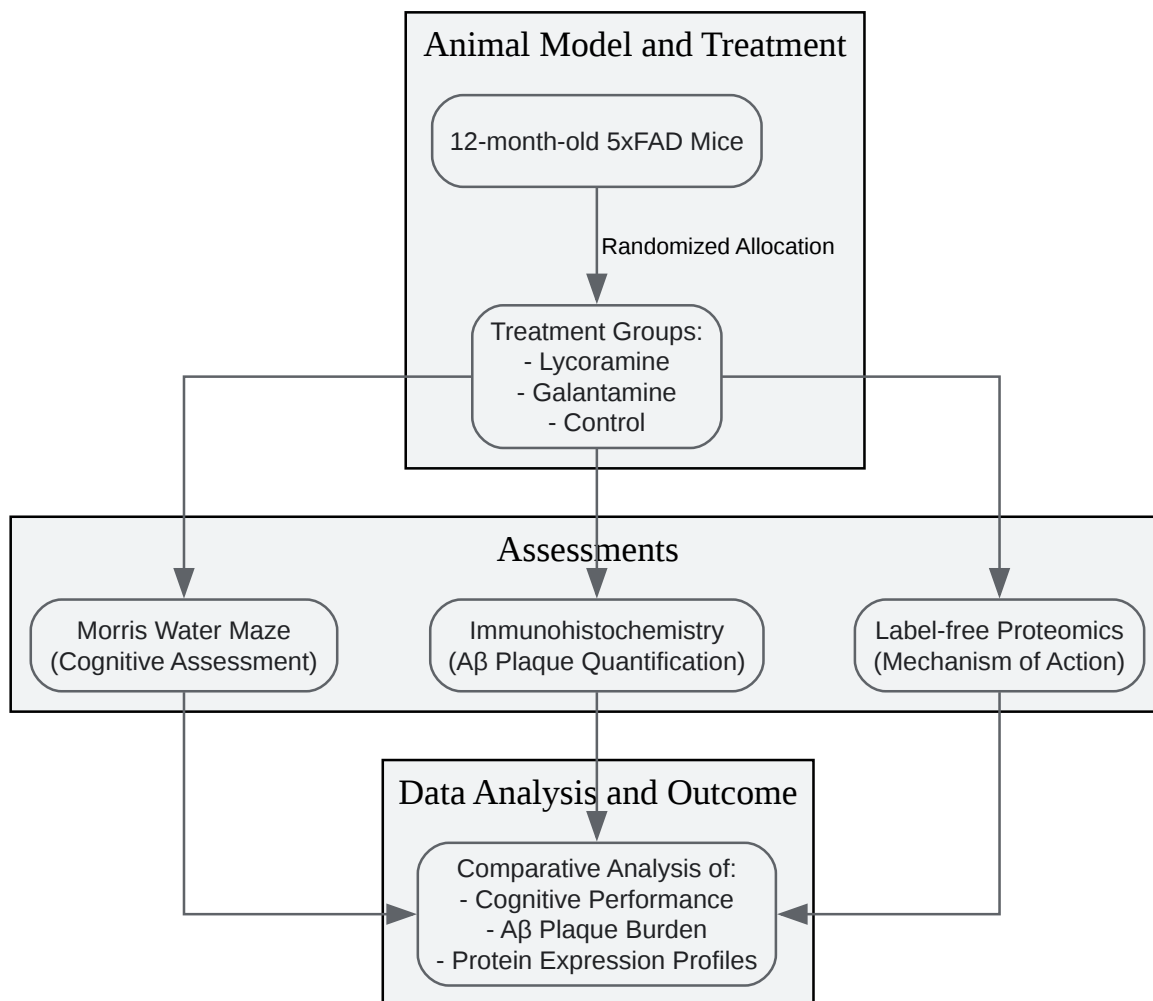 Animal Model and Treatment
12-month-old 5xFAD Mice
Randomized Allocation
Treatment Groups:
- Lycoramine
- Galantamine
- Control
Assessments
Morris Water Maze
(Cognitive Assessment)
Immunohistochemistry
(Aβ Plaque Quantification)
Label-free Proteomics
(Mechanism of Action)
Data Analysis and Outcome
Comparative Analysis of:
- Cognitive Performance
- Aβ Plaque Burden
- Protein Expression Profiles